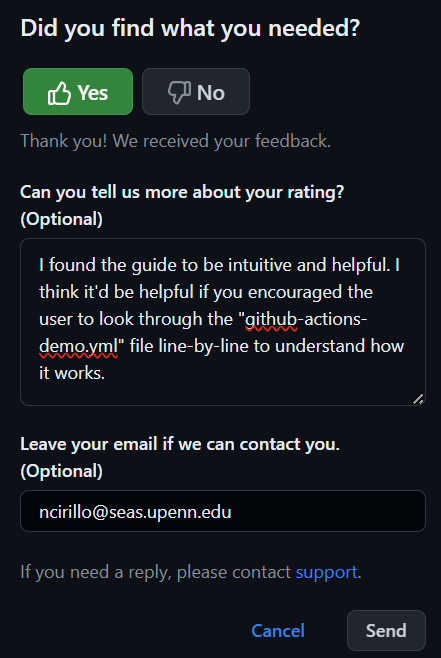 Did you find what you needed?
Yes
No
Thank you! We received your feedback.
Can you tell us more about your rating?
(Optional)
I found the guide to be intuitive and helpful. I
think it'd be helpful if you encouraged the
user to look through the "github-actions-
demo.yml" file line-by-line to understand how
it works.
Leave your email if we can contact you.
(Optional)
ncirillo@seas.upenn.edu
If you need a reply, please contact support.
Cancel
Send